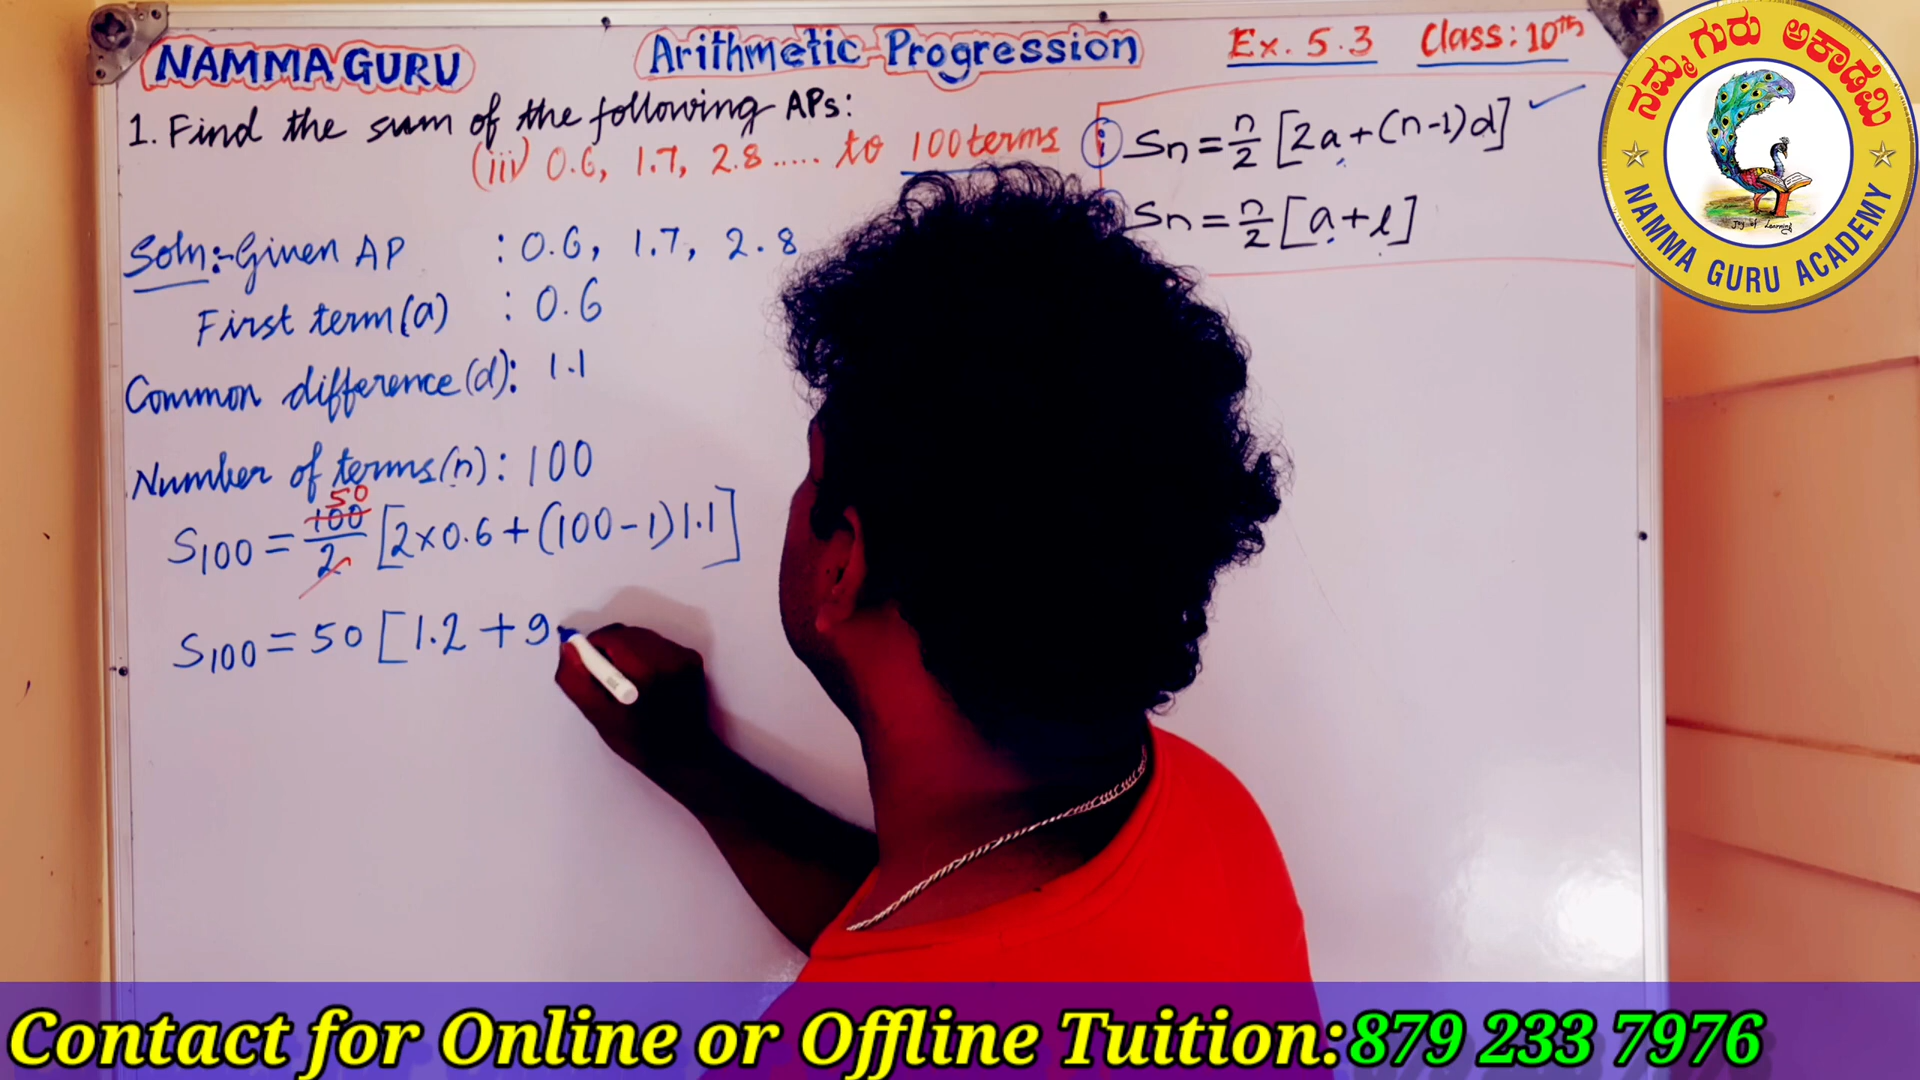 NAMMA GURU Arithmetic Progression Ex. 5.3 Class: 10th
1. Find the sum of the following APs:
(iii) 0.6, 1.7, 2.8 ..... to 100 terms
i Sn = n/2 [2a + (n-1)d]
Sn = n/2 [a + l]
Soln:- Given AP : 0.6, 1.7, 2.8
First term (a) : 0.6
Common difference (d): 1.1
Number of terms (n): 100
50
S100 = 100/2 [2×0.6 + (100-1)1.1]
S100 = 50 [1.2 + 9
ನಮ್ಮ ಗುರು ಅಕಾಡೆಮಿ
Joy of Learning
NAMMA GURU ACADEMY
Contact for Online or Offline Tuition: 879 233 7976